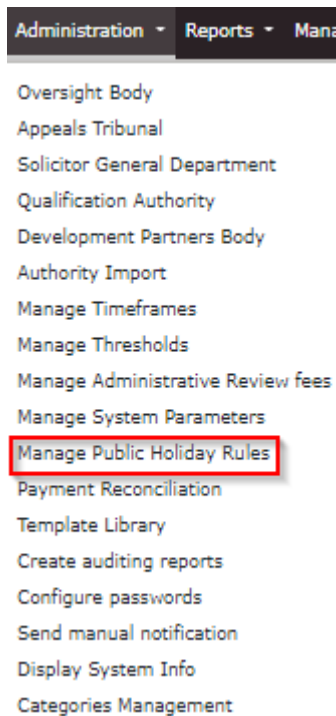 Administration Reports Mana
Oversight Body
Appeals Tribunal
Solicitor General Department
Qualification Authority
Development Partners Body
Authority Import
Manage Timeframes
Manage Thresholds
Manage Administrative Review fees
Manage System Parameters
Manage Public Holiday Rules
Payment Reconciliation
Template Library
Create auditing reports
Configure passwords
Send manual notification
Display System Info
Categories Management